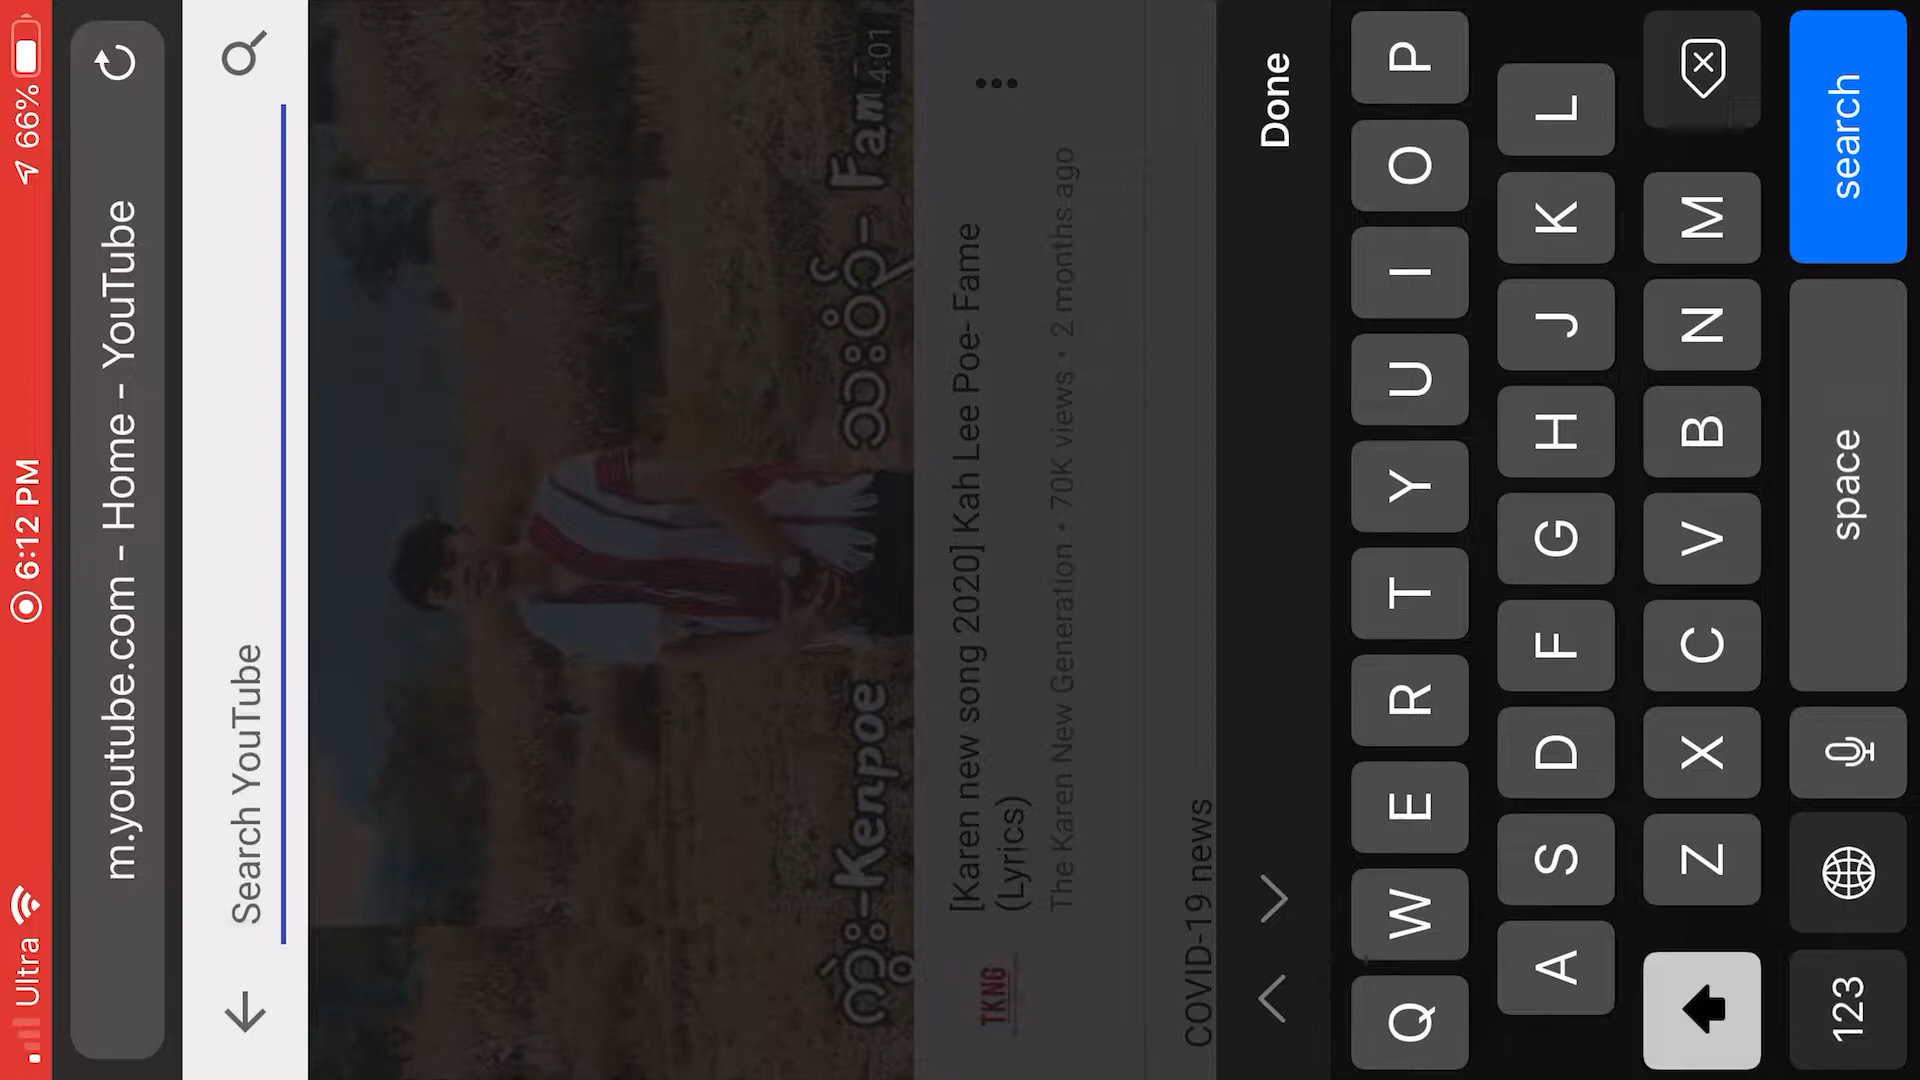 Ultra 6:12 PM 66%
m.youtube.com - Home - YouTube
Search YouTube
-Kenpoe
- Fam 4:01
TKNG
[Karen new song 2020] Kah Lee Poe- Fame
(Lyrics)
The Karen New Generation • 70K views • 2 months ago
COVID-19 news
Done
Q W E R T Y U I O P
A S D F G H J K L
Z X C V B N M
123 space search